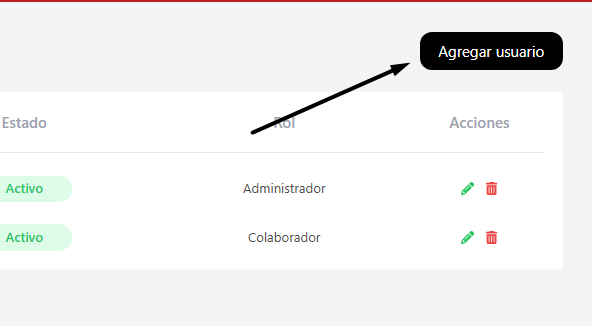 Agregar usuario
Estado Rol Acciones
Activo Administrador
Activo Colaborador